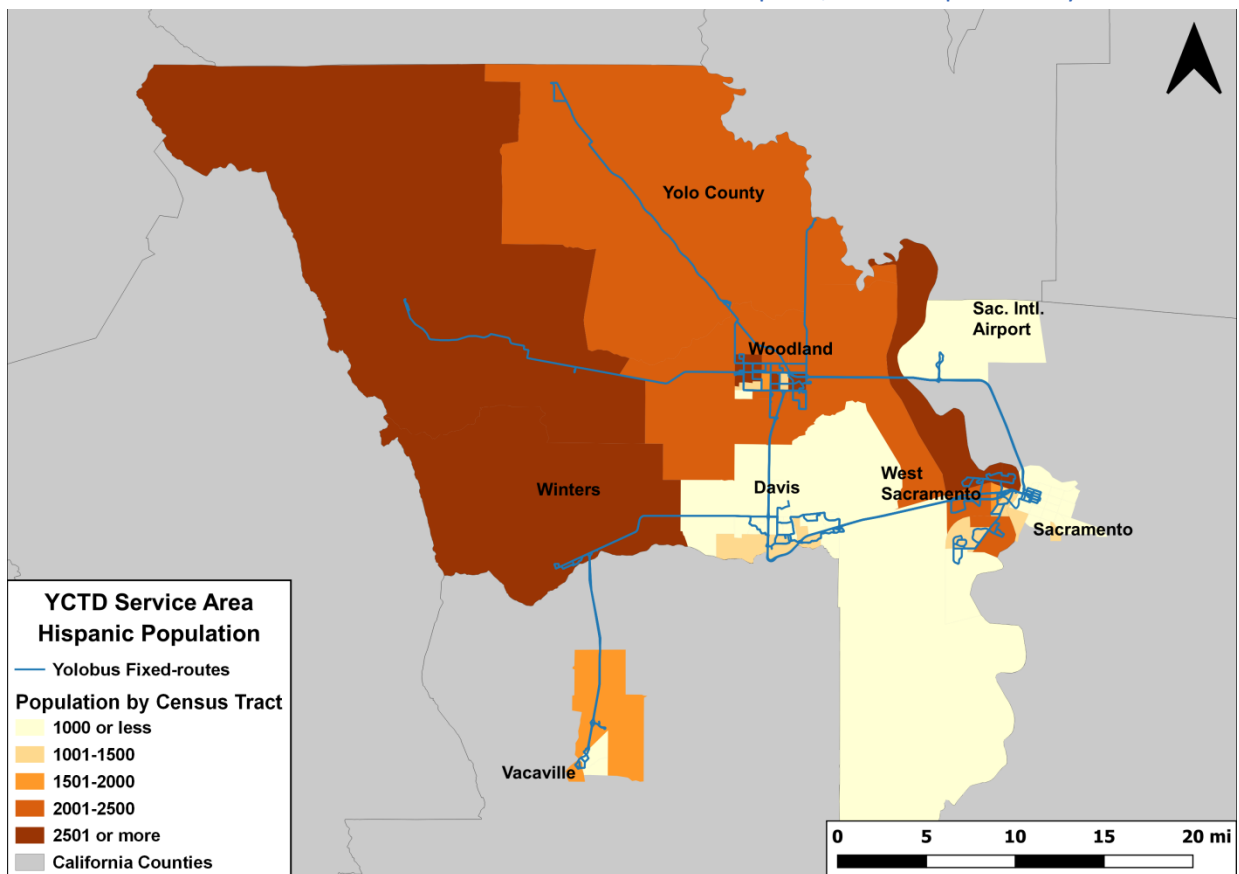 Yolo County
Sac. Intl.
Airport
Woodland
West
Sacramento
Davis
Winters
Sacramento
Vacaville
YCTD Service Area
Hispanic Population
Yolobus Fixed-routes
Population by Census Tract
1000 or less
1001-1500
1501-2000
2001-2500
2501 or more
California Counties
0 5 10 15 20 mi